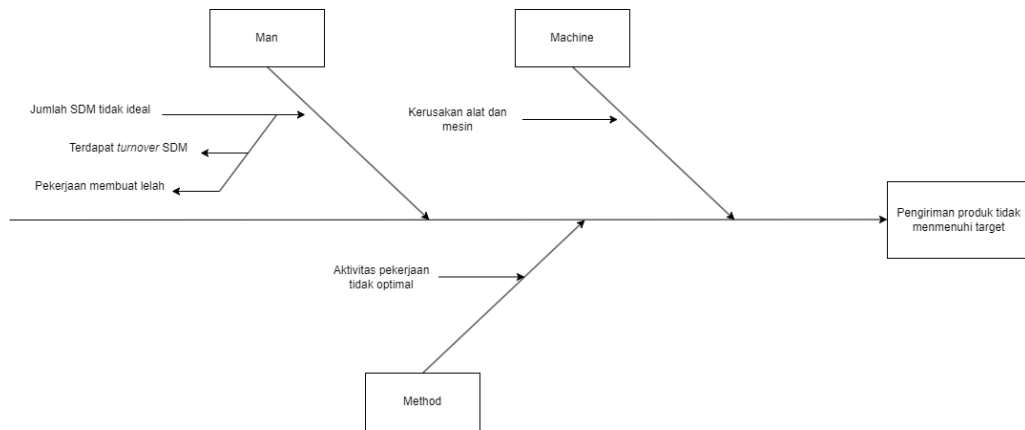 Man
Machine
Jumlah SDM tidak ideal
Kerusakan alat dan
mesin
Terdapat turnover SDM
Pekerjaan membuat lelah
Pengiriman produk tidak
menmenuhi target
Aktivitas pekerjaan
tidak optimal
Method